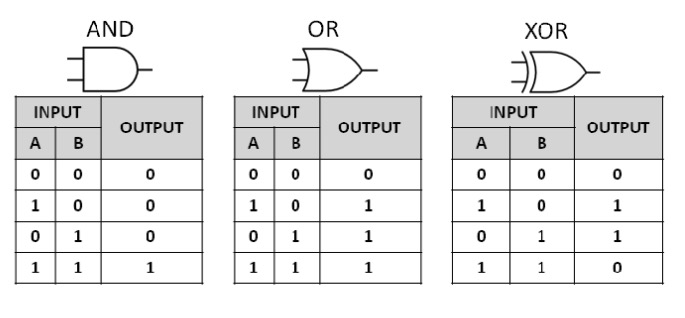 AND
INPUT OUTPUT
A B
0 0 0
1 0 0
0 1 0
1 1 1
OR
INPUT OUTPUT
A B
0 0 0
1 0 1
0 1 1
1 1 1
XOR
INPUT OUTPUT
A B
0 0 0
1 0 1
0 1 1
1 1 0